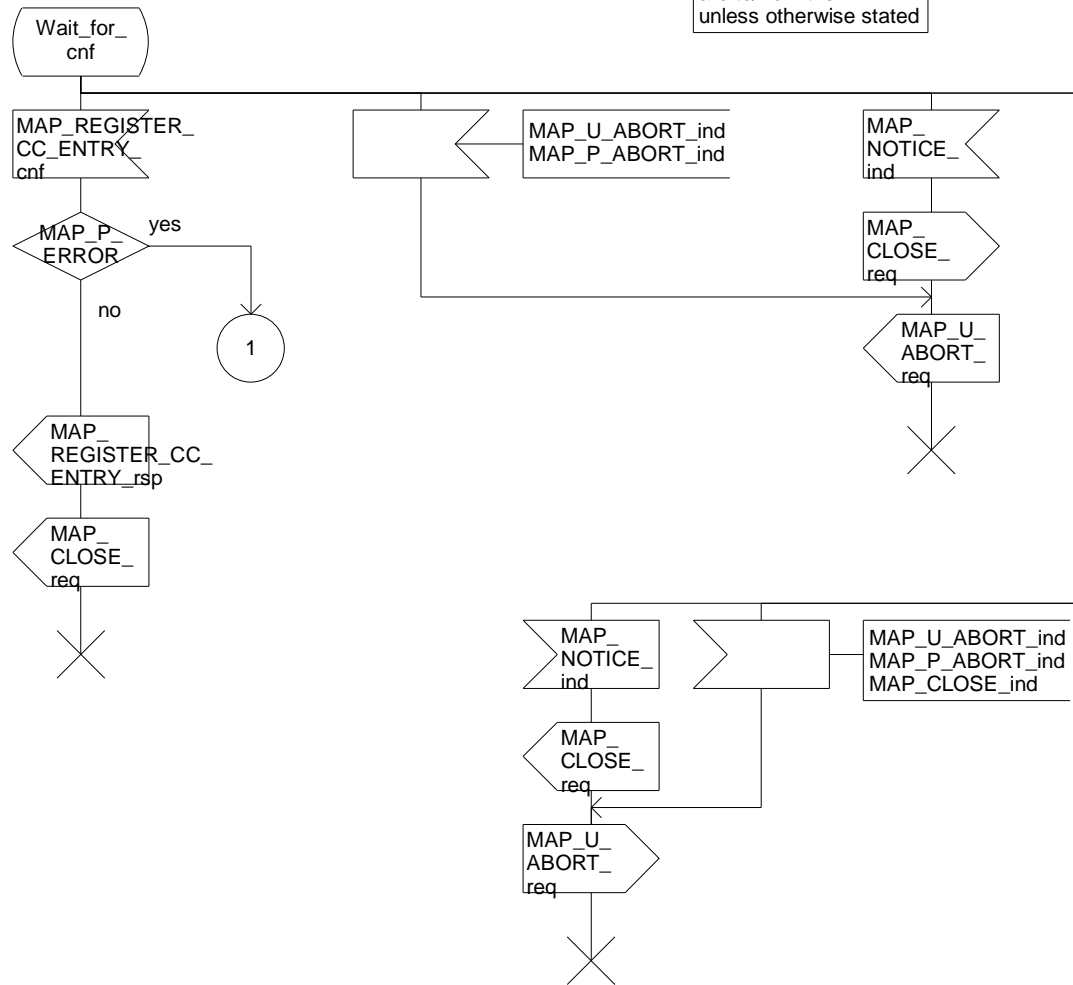 unless otherwise stated
Wait_for_
cnf
MAP_REGISTER_
CC_ENTRY_
cnf
MAP_U_ABORT_ind
MAP_P_ABORT_ind
MAP_
NOTICE_
ind
MAP_P_
ERROR
yes
MAP_
CLOSE_
req
no
1
MAP_U_
ABORT_
req
MAP_
REGISTER_CC_
ENTRY_rsp
MAP_
CLOSE_
req
MAP_
NOTICE_
ind
MAP_U_ABORT_ind
MAP_P_ABORT_ind
MAP_CLOSE_ind
MAP_
CLOSE_
req
MAP_U_
ABORT_
req